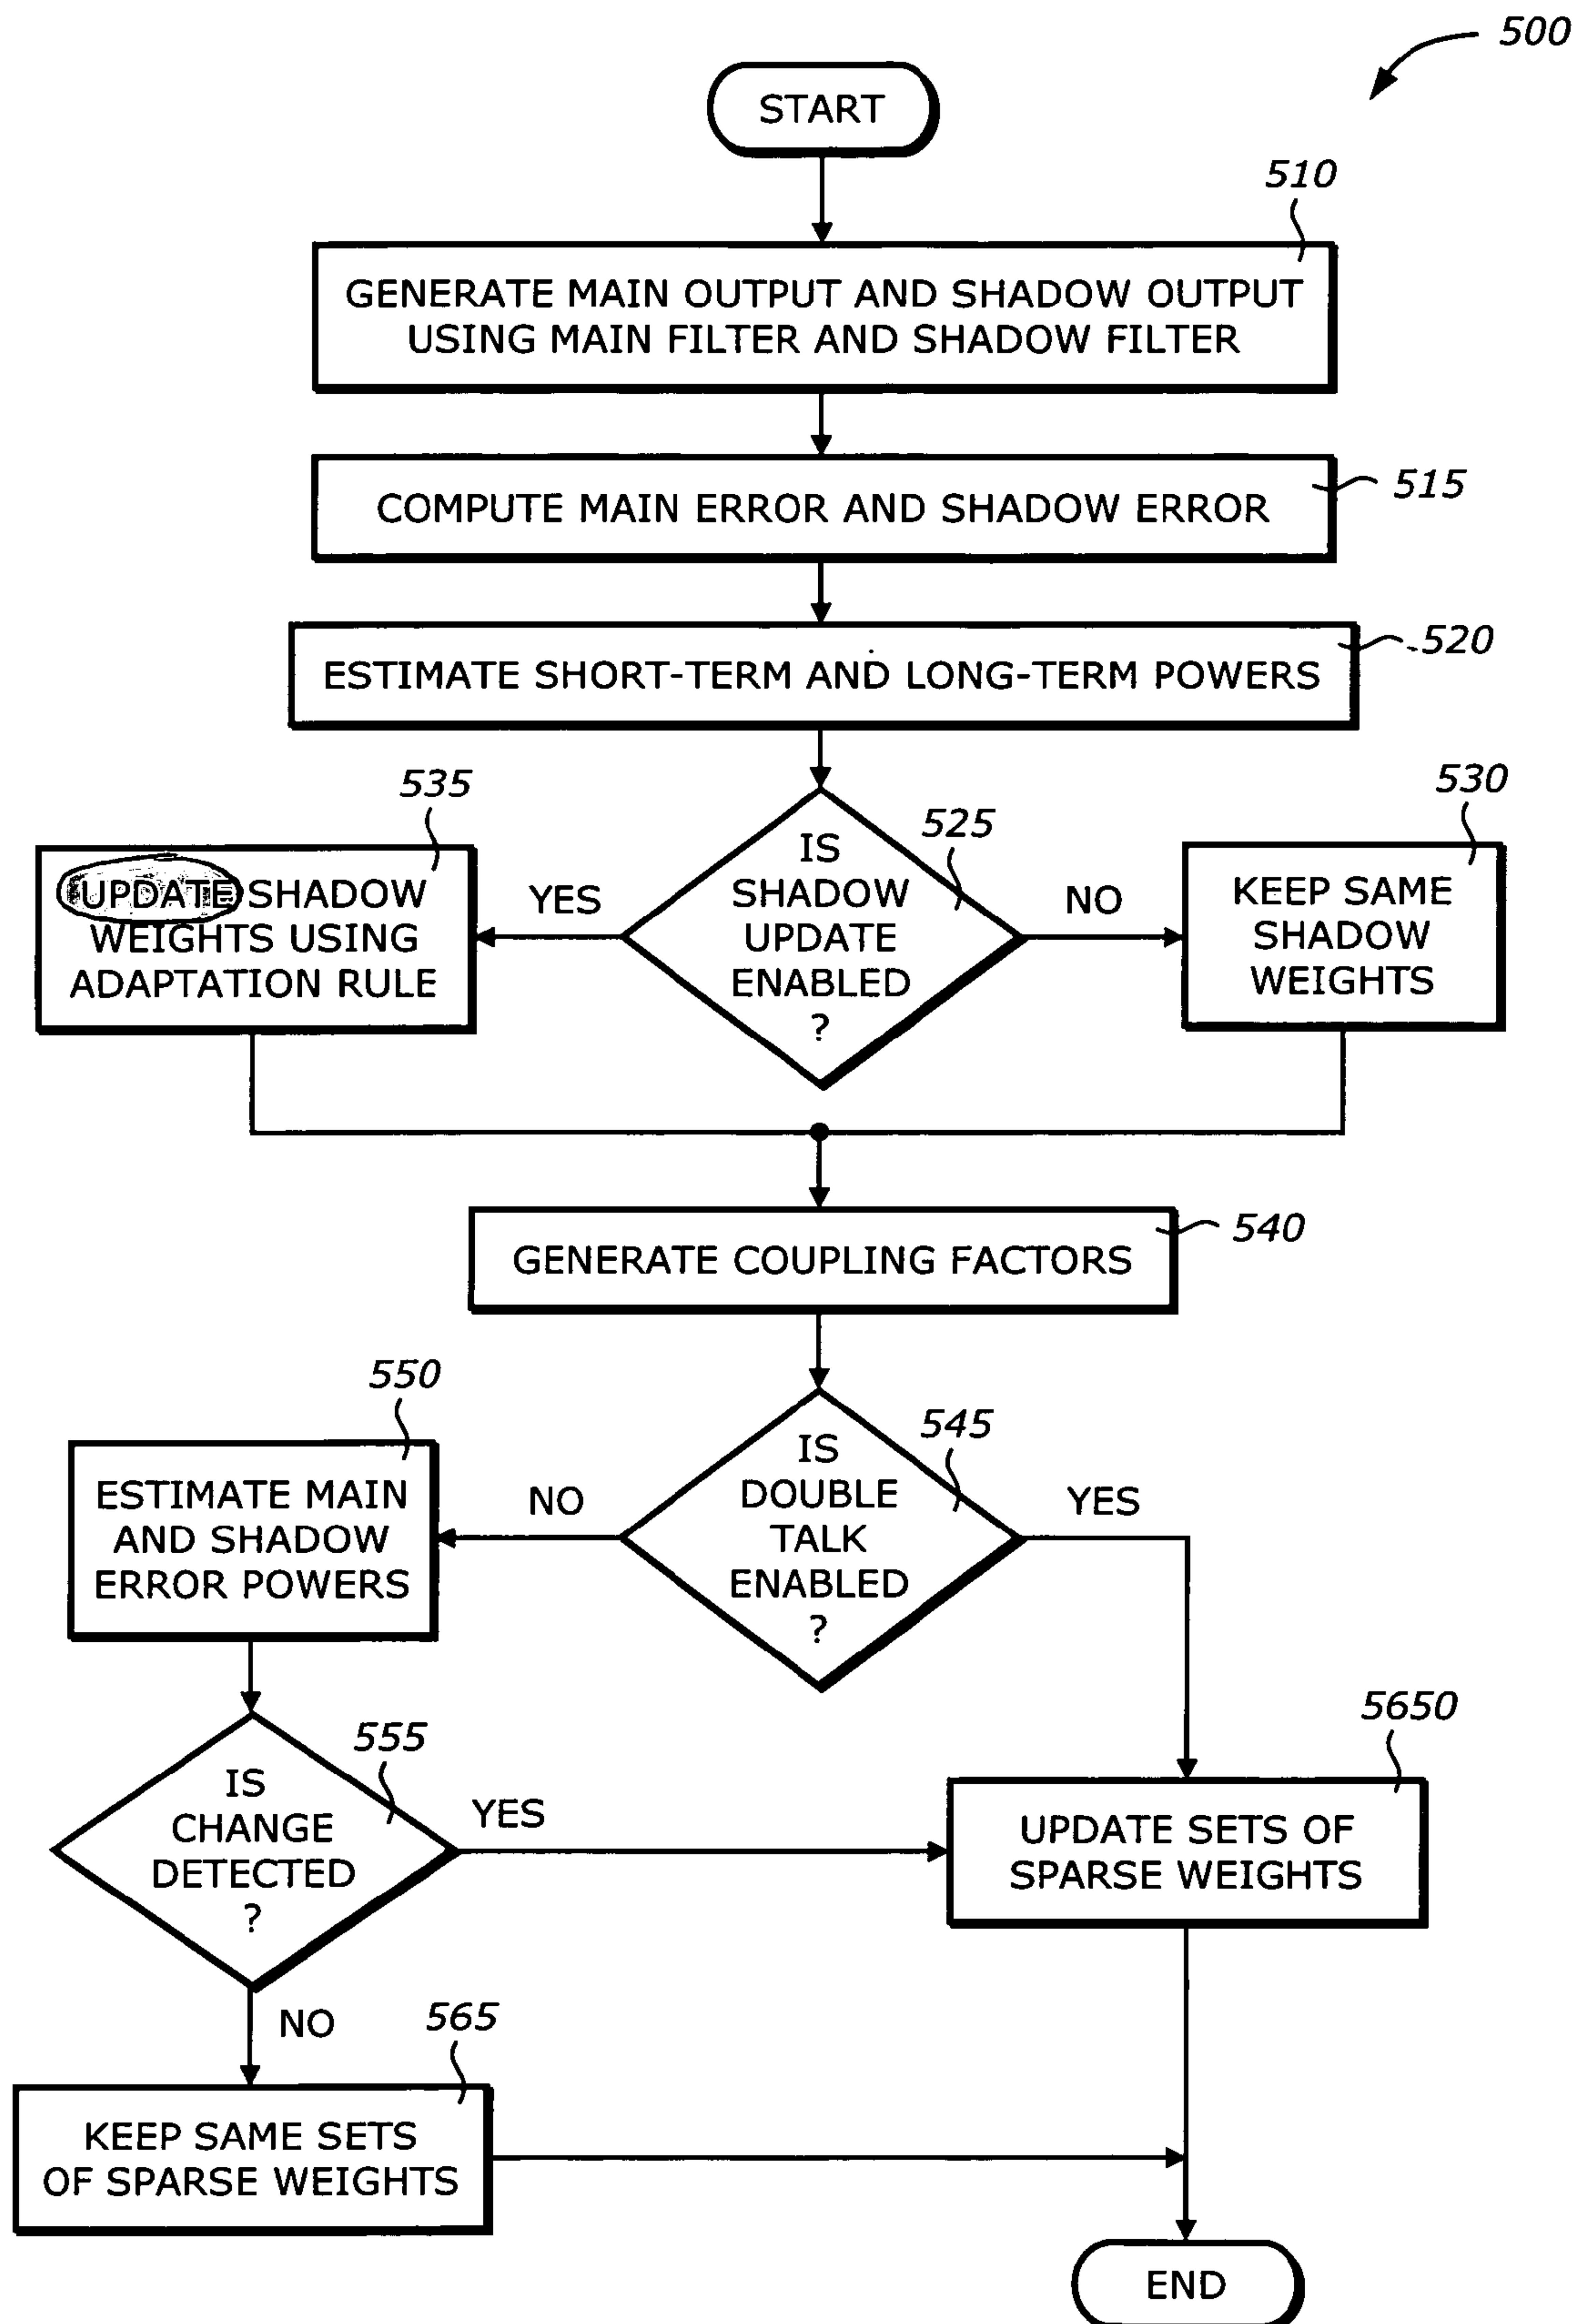 500
START
510
GENERATE MAIN OUTPUT AND SHADOW OUTPUT
USING MAIN FILTER AND SHADOW FILTER
COMPUTE MAIN ERROR AND SHADOW ERROR
515
ESTIMATE SHORT-TERM AND LONG-TERM POWERS
520
535
UPDATE SHADOW
WEIGHTS USING
ADAPTATION RULE
YES
525
IS
SHADOW
UPDATE
ENABLED
?
NO
530
KEEP SAME
SHADOW
WEIGHTS
GENERATE COUPLING FACTORS
540
550
ESTIMATE MAIN
AND SHADOW
ERROR POWERS
NO
545
IS
DOUBLE
TALK
ENABLED
?
YES
555
IS
CHANGE
DETECTED
?
YES
5650
UPDATE SETS OF
SPARSE WEIGHTS
NO
565
KEEP SAME SETS
OF SPARSE WEIGHTS
END